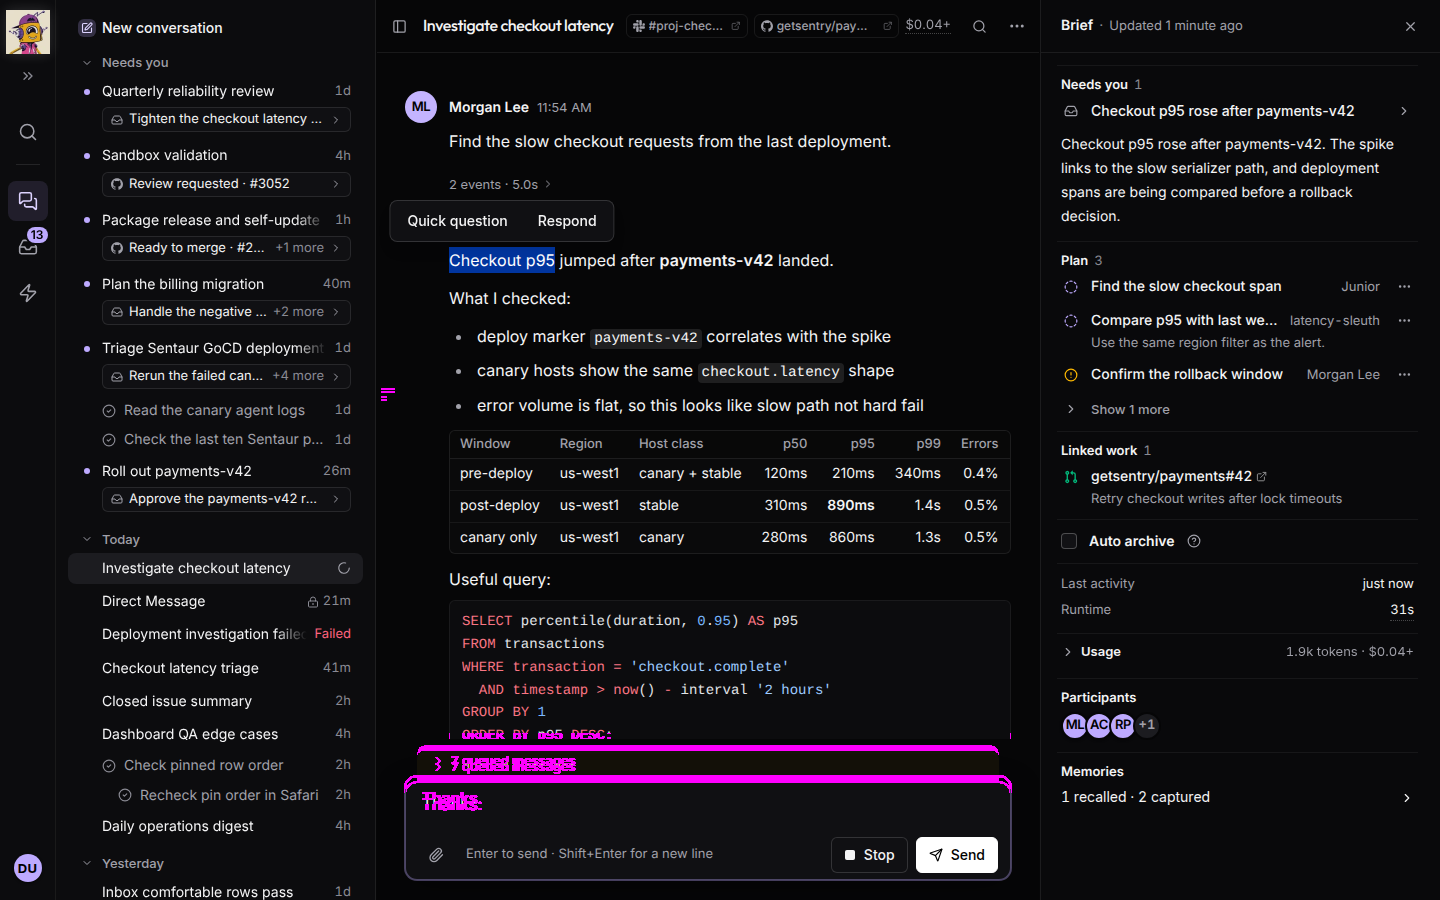 New conversation
Needs you
Quarterly reliability review 1d
Tighten the checkout latency ...
Sandbox validation 4h
Review requested · #3052
Package release and self-update 1h
Ready to merge · #2... +1 more
Plan the billing migration 40m
Handle the negative ... +2 more
Triage Sentaur GoCD deployment 1d
Rerun the failed can... +4 more
Read the canary agent logs 1d
Check the last ten Sentaur p... 1d
Roll out payments-v42 26m
Approve the payments-v42 r...
Today
Investigate checkout latency
Direct Message 21m
Deployment investigation failed Failed
Checkout latency triage 41m
Closed issue summary 2h
Dashboard QA edge cases 4h
Check pinned row order 2h
Recheck pin order in Safari 2h
Daily operations digest 4h
Yesterday
Inbox comfortable rows pass 1d
13
DU
Investigate checkout latency #proj-chec... getsentry/pay... $0.04+
ML Morgan Lee 11:54 AM
Find the slow checkout requests from the last deployment.
2 events · 5.0s
Quick question Respond
Checkout p95 jumped after payments-v42 landed.
What I checked:
• deploy marker payments-v42 correlates with the spike
• canary hosts show the same checkout.latency shape
• error volume is flat, so this looks like slow path not hard fail
Window Region Host class p50 p95 p99 Errors
pre-deploy us-west1 canary + stable 120ms 210ms 340ms 0.4%
post-deploy us-west1 stable 310ms 890ms 1.4s 0.5%
canary only us-west1 canary 280ms 860ms 1.3s 0.5%
Useful query:
SELECT percentile(duration, 0.95) AS p95
FROM transactions
WHERE transaction = 'checkout.complete'
AND timestamp > now() - interval '2 hours'
GROUP BY 1
ORDER BY p95 DESC;
7 queued messages
Thanks
Enter to send · Shift+Enter for a new line
Stop Send
Brief · Updated 1 minute ago
Needs you 1
Checkout p95 rose after payments-v42
Checkout p95 rose after payments-v42. The spike
links to the slow serializer path, and deployment
spans are being compared before a rollback
decision.
Plan 3
Find the slow checkout span Junior
Compare p95 with last we... latency-sleuth
Use the same region filter as the alert.
Confirm the rollback window Morgan Lee
Show 1 more
Linked work 1
getsentry/payments#42
Retry checkout writes after lock timeouts
Auto archive
Last activity just now
Runtime 31s
Usage 1.9k tokens · $0.04+
Participants
ML AC RP +1
Memories
1 recalled · 2 captured